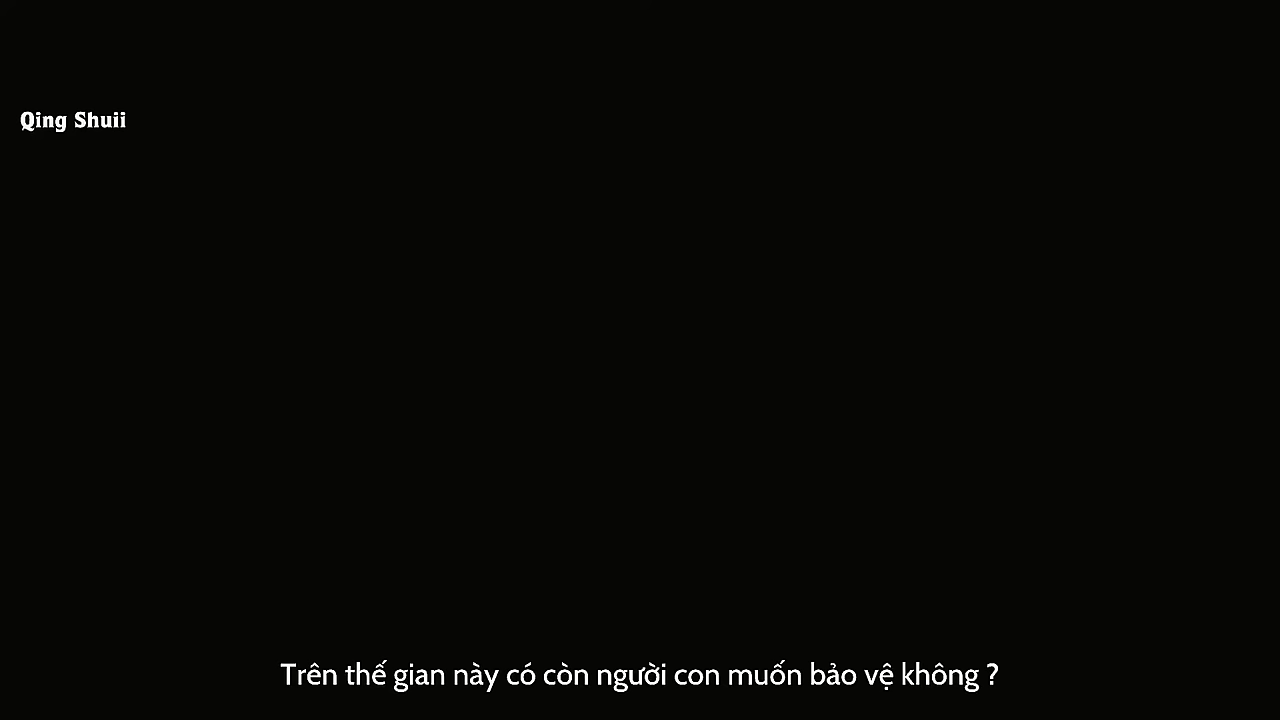 Qing Shuii
Trên thế gian này có còn người con muốn bảo vệ không ?